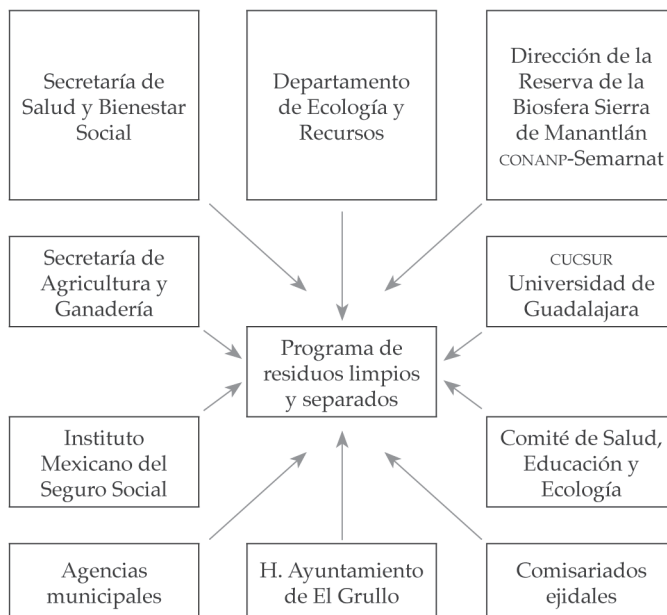 Secretaría de
Salud y Bienestar
Social
Departamento
de Ecología y
Recursos
Dirección de la
Reserva de la
Biosfera Sierra
de Manantlán
CONANP-Semarnat
Secretaría de
Agricultura y
Ganadería
CUCSUR
Universidad de
Guadalajara
Programa de
residuos limpios
y separados
Instituto
Mexicano del
Seguro Social
Comité de Salud,
Educación y
Ecología
Agencias
municipales
H. Ayuntamiento
de El Grullo
Comisariados
ejidales